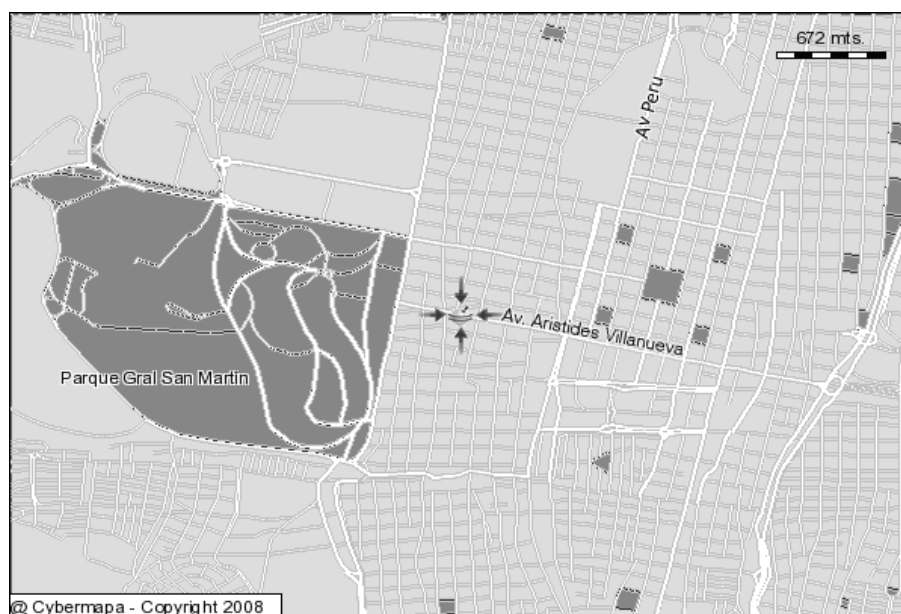 672 mts.
Av Peru
Av. Aristides Villanueva
Parque Gral San Martin
@ Cybermapa - Copyright 2008